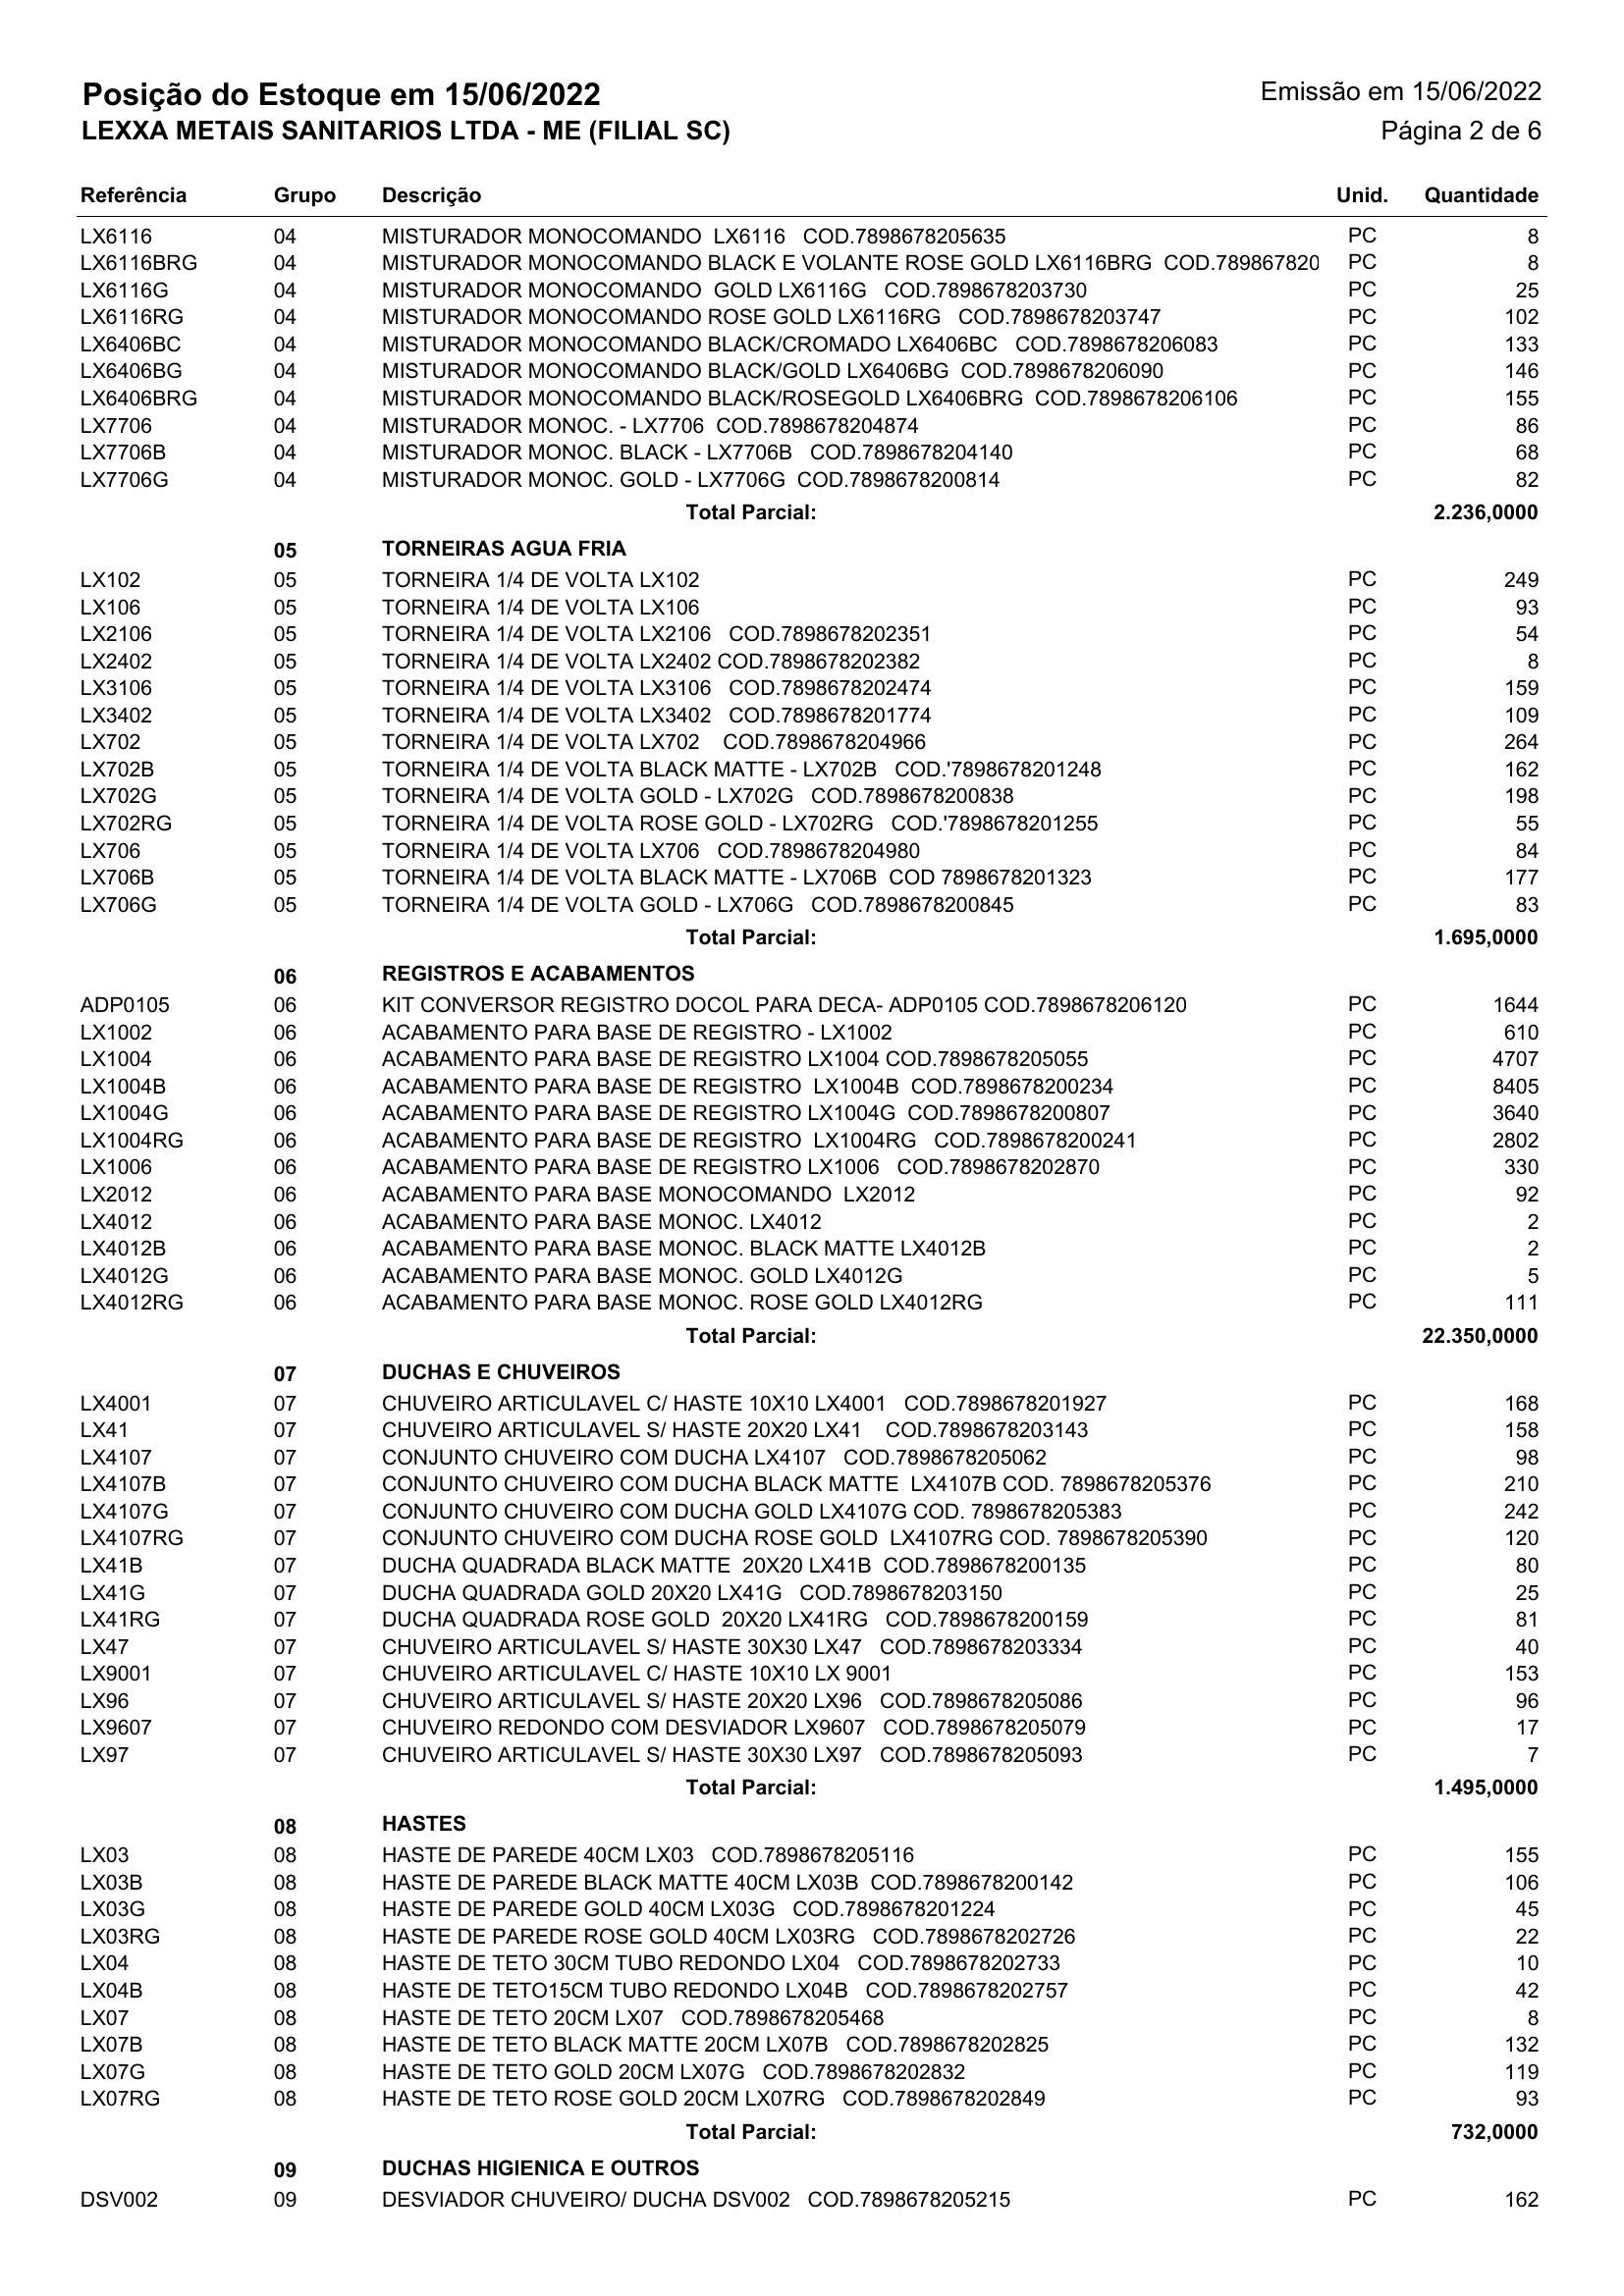 Posição do Estoque em 15/06/2022 Emissão em 15/06/2022
LEXXA METAIS SANITARIOS LTDA - ME (FILIAL SC) Página 2 de 6
Referência Grupo Descrição Unid. Quantidade
LX6116 04 MISTURADOR MONOCOMANDO LX6116 COD.7898678205635 PC 8
LX6116BRG 04 MISTURADOR MONOCOMANDO BLACK E VOLANTE ROSE GOLD LX6116BRG COD.789867820 PC 8
LX6116G 04 MISTURADOR MONOCOMANDO GOLD LX6116G COD.7898678203730 PC 25
LX6116RG 04 MISTURADOR MONOCOMANDO ROSE GOLD LX6116RG COD.7898678203747 PC 102
LX6406BC 04 MISTURADOR MONOCOMANDO BLACK/CROMADO LX6406BC COD.7898678206083 PC 133
LX6406BG 04 MISTURADOR MONOCOMANDO BLACK/GOLD LX6406BG COD.7898678206090 PC 146
LX6406BRG 04 MISTURADOR MONOCOMANDO BLACK/ROSEGOLD LX6406BRG COD.7898678206106 PC 155
LX7706 04 MISTURADOR MONOC. - LX7706 COD.7898678204874 PC 86
LX7706B 04 MISTURADOR MONOC. BLACK - LX7706B COD.7898678204140 PC 68
LX7706G 04 MISTURADOR MONOC. GOLD - LX7706G COD.7898678200814 PC 82
Total Parcial: 2.236,0000
05 TORNEIRAS AGUA FRIA
LX102 05 TORNEIRA 1/4 DE VOLTA LX102 PC 249
LX106 05 TORNEIRA 1/4 DE VOLTA LX106 PC 93
LX2106 05 TORNEIRA 1/4 DE VOLTA LX2106 COD.7898678202351 PC 54
LX2402 05 TORNEIRA 1/4 DE VOLTA LX2402 COD.7898678202382 PC 8
LX3106 05 TORNEIRA 1/4 DE VOLTA LX3106 COD.7898678202474 PC 159
LX3402 05 TORNEIRA 1/4 DE VOLTA LX3402 COD.7898678201774 PC 109
LX702 05 TORNEIRA 1/4 DE VOLTA LX702 COD.7898678204966 PC 264
LX702B 05 TORNEIRA 1/4 DE VOLTA BLACK MATTE - LX702B COD.'7898678201248 PC 162
LX702G 05 TORNEIRA 1/4 DE VOLTA GOLD - LX702G COD.7898678200838 PC 198
LX702RG 05 TORNEIRA 1/4 DE VOLTA ROSE GOLD - LX702RG COD.'7898678201255 PC 55
LX706 05 TORNEIRA 1/4 DE VOLTA LX706 COD.7898678204980 PC 84
LX706B 05 TORNEIRA 1/4 DE VOLTA BLACK MATTE - LX706B COD 7898678201323 PC 177
LX706G 05 TORNEIRA 1/4 DE VOLTA GOLD - LX706G COD.7898678200845 PC 83
Total Parcial: 1.695,0000
06 REGISTROS E ACABAMENTOS
ADP0105 06 KIT CONVERSOR REGISTRO DOCOL PARA DECA- ADP0105 COD.7898678206120 PC 1644
LX1002 06 ACABAMENTO PARA BASE DE REGISTRO - LX1002 PC 610
LX1004 06 ACABAMENTO PARA BASE DE REGISTRO LX1004 COD.7898678205055 PC 4707
LX1004B 06 ACABAMENTO PARA BASE DE REGISTRO LX1004B COD.7898678200234 PC 8405
LX1004G 06 ACABAMENTO PARA BASE DE REGISTRO LX1004G COD.7898678200807 PC 3640
LX1004RG 06 ACABAMENTO PARA BASE DE REGISTRO LX1004RG COD.7898678200241 PC 2802
LX1006 06 ACABAMENTO PARA BASE DE REGISTRO LX1006 COD.7898678202870 PC 330
LX2012 06 ACABAMENTO PARA BASE MONOCOMANDO LX2012 PC 92
LX4012 06 ACABAMENTO PARA BASE MONOC. LX4012 PC 2
LX4012B 06 ACABAMENTO PARA BASE MONOC. BLACK MATTE LX4012B PC 2
LX4012G 06 ACABAMENTO PARA BASE MONOC. GOLD LX4012G PC 5
LX4012RG 06 ACABAMENTO PARA BASE MONOC. ROSE GOLD LX4012RG PC 111
Total Parcial: 22.350,0000
07 DUCHAS E CHUVEIROS
LX4001 07 CHUVEIRO ARTICULAVEL C/ HASTE 10X10 LX4001 COD.7898678201927 PC 168
LX41 07 CHUVEIRO ARTICULAVEL S/ HASTE 20X20 LX41 COD.7898678203143 PC 158
LX4107 07 CONJUNTO CHUVEIRO COM DUCHA LX4107 COD.7898678205062 PC 98
LX4107B 07 CONJUNTO CHUVEIRO COM DUCHA BLACK MATTE LX4107B COD. 7898678205376 PC 210
LX4107G 07 CONJUNTO CHUVEIRO COM DUCHA GOLD LX4107G COD. 7898678205383 PC 242
LX4107RG 07 CONJUNTO CHUVEIRO COM DUCHA ROSE GOLD LX4107RG COD. 7898678205390 PC 120
LX41B 07 DUCHA QUADRADA BLACK MATTE 20X20 LX41B COD.7898678200135 PC 80
LX41G 07 DUCHA QUADRADA GOLD 20X20 LX41G COD.7898678203150 PC 25
LX41RG 07 DUCHA QUADRADA ROSE GOLD 20X20 LX41RG COD.7898678200159 PC 81
LX47 07 CHUVEIRO ARTICULAVEL S/ HASTE 30X30 LX47 COD.7898678203334 PC 40
LX9001 07 CHUVEIRO ARTICULAVEL C/ HASTE 10X10 LX 9001 PC 153
LX96 07 CHUVEIRO ARTICULAVEL S/ HASTE 20X20 LX96 COD.7898678205086 PC 96
LX9607 07 CHUVEIRO REDONDO COM DESVIADOR LX9607 COD.7898678205079 PC 17
LX97 07 CHUVEIRO ARTICULAVEL S/ HASTE 30X30 LX97 COD.7898678205093 PC 7
Total Parcial: 1.495,0000
08 HASTES
LX03 08 HASTE DE PAREDE 40CM LX03 COD.7898678205116 PC 155
LX03B 08 HASTE DE PAREDE BLACK MATTE 40CM LX03B COD.7898678200142 PC 106
LX03G 08 HASTE DE PAREDE GOLD 40CM LX03G COD.7898678201224 PC 45
LX03RG 08 HASTE DE PAREDE ROSE GOLD 40CM LX03RG COD.7898678202726 PC 22
LX04 08 HASTE DE TETO 30CM TUBO REDONDO LX04 COD.7898678202733 PC 10
LX04B 08 HASTE DE TETO15CM TUBO REDONDO LX04B COD.7898678202757 PC 42
LX07 08 HASTE DE TETO 20CM LX07 COD.7898678205468 PC 8
LX07B 08 HASTE DE TETO BLACK MATTE 20CM LX07B COD.7898678202825 PC 132
LX07G 08 HASTE DE TETO GOLD 20CM LX07G COD.7898678202832 PC 119
LX07RG 08 HASTE DE TETO ROSE GOLD 20CM LX07RG COD.7898678202849 PC 93
Total Parcial: 732,0000
09 DUCHAS HIGIENICA E OUTROS
DSV002 09 DESVIADOR CHUVEIRO/ DUCHA DSV002 COD.7898678205215 PC 162